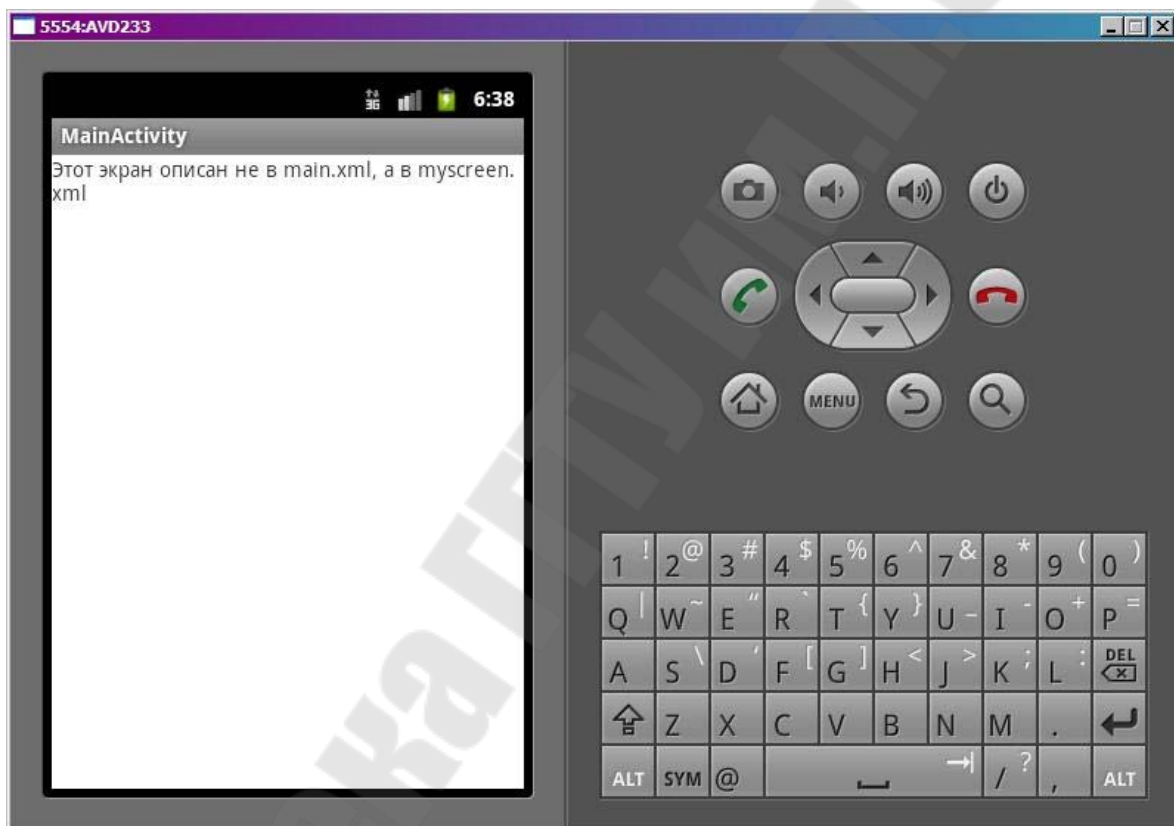 5554:AVD233
3G 6:38
MainActivity
Этот экран описан не в main.xml, а в myscreen.
xml
MENU
1 ! 2 @ 3 # 4 $ 5 % 6 ^ 7 & 8 * 9 ( 0 )
Q | W ~ E " R ` T { Y } U _ I - O + P =
A S \ D ' F [ G ] H < J > K ; L : DEL
Z X C V B N M .
ALT SYM @ / ? , ALT